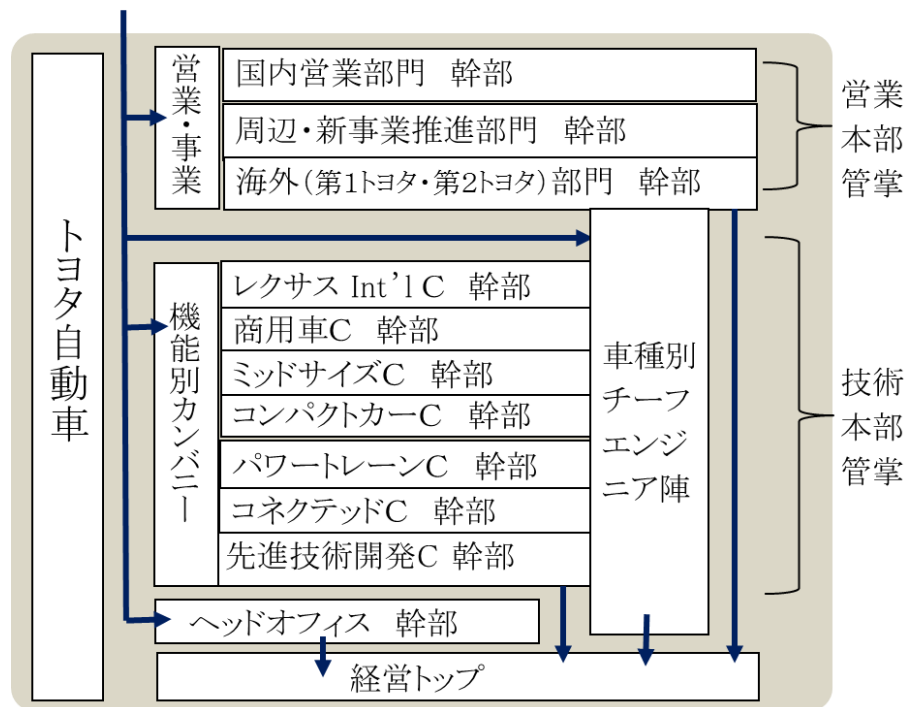 トヨタ自動車
営業・事業
国内営業部門 幹部
周辺・新事業推進部門 幹部
海外(第1トヨタ・第2トヨタ)部門 幹部
営業
本部
管掌
機能別カンバニー
レクサス Int’l C 幹部
商用車C 幹部
ミッドサイズC 幹部
コンパクトカーC 幹部
パワートレーンC 幹部
コネクテッドC 幹部
先進技術開発C 幹部
車種別
チーフ
エンジ
ニア陣
技術
本部
管掌
ヘッドオフィス 幹部
経営トップ